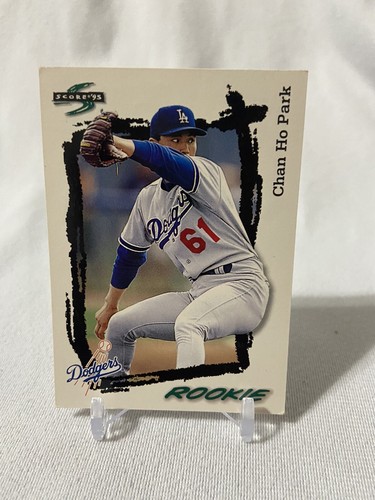 SCORE '95
Chan Ho Park
LA
Dodgers
61
Dodgers
ROOKIE